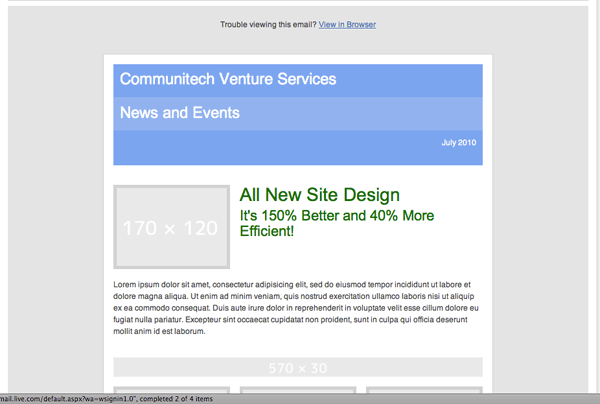 Trouble viewing this email? View in Browser
Communitech Venture Services
News and Events
July 2010
170 × 120
All New Site Design
It's 150% Better and 40% More
Efficient!
Lorem ipsum dolor sit amet, consectetur adipisicing elit, sed do eiusmod tempor incididunt ut labore et
dolore magna aliqua. Ut enim ad minim veniam, quis nostrud exercitation ullamco laboris nisi ut aliquip
ex ea commodo consequat. Duis aute irure dolor in reprehenderit in voluptate velit esse cillum dolore eu
fugiat nulla pariatur. Excepteur sint occaecat cupidatat non proident, sunt in culpa qui officia deserunt
mollit anim id est laborum.
570 × 30
mail.live.com/default.aspx?wa=wsignin1.0", completed 2 of 4 items